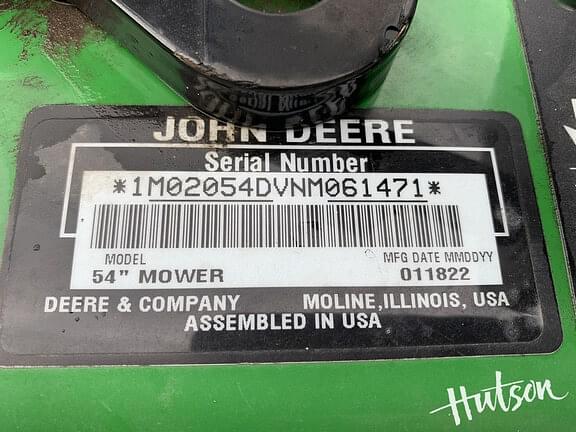 JOHN DEERE
Serial Number
*1M02054DVNM061471*
MODEL MFG DATE MMDDYY
54" MOWER 011822
DEERE & COMPANY MOLINE, ILLINOIS, USA
ASSEMBLED IN USA
Hutson